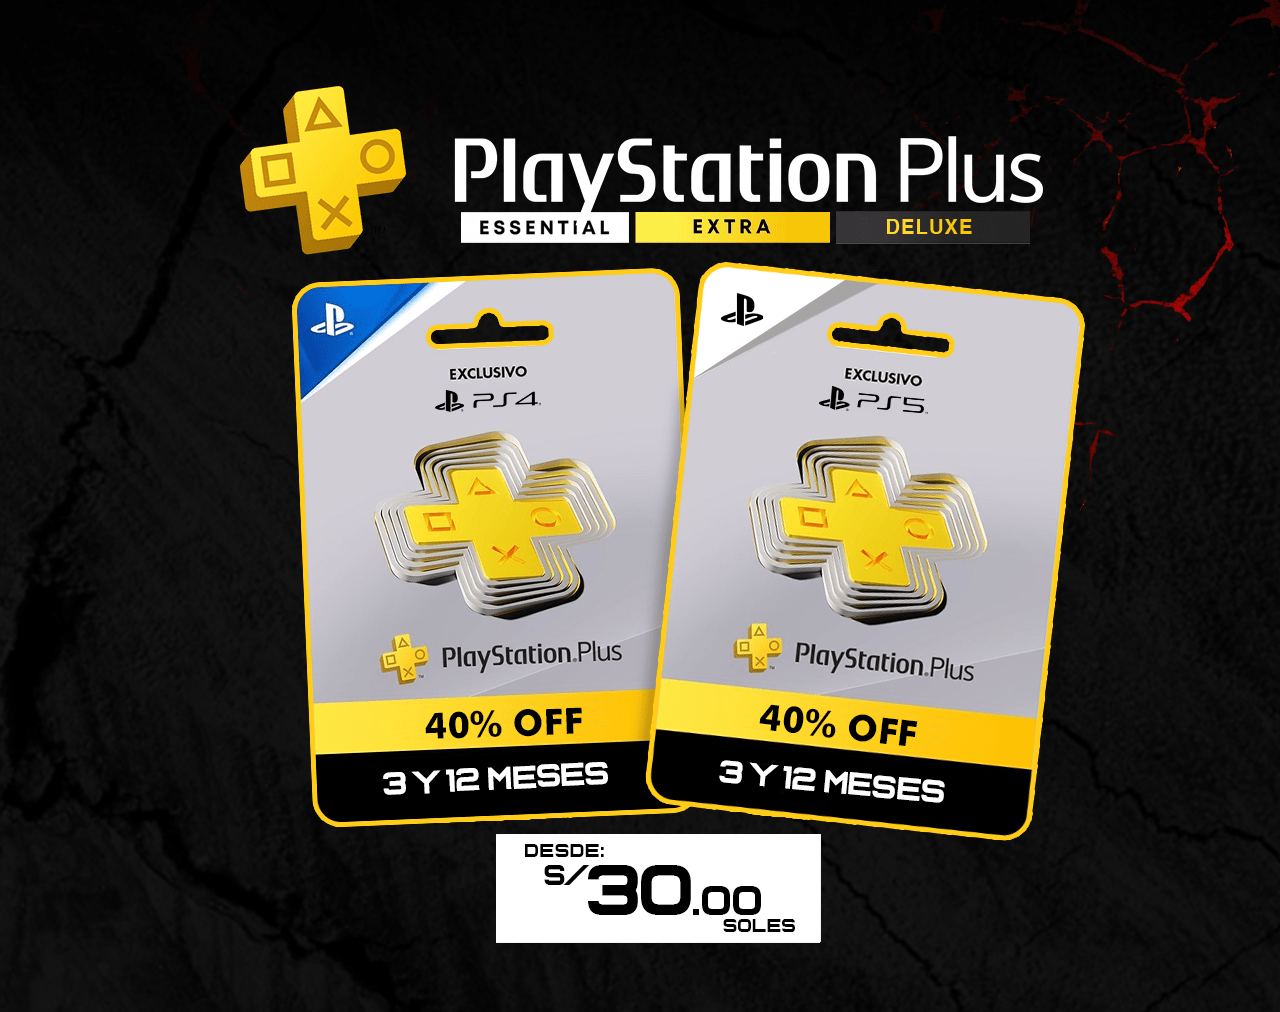 PlayStation Plus
ESSENTIAL EXTRA DELUXE
EXCLUSIVO
PS4
PlayStation Plus
40% OFF
3 Y 12 MESES
EXCLUSIVO
PS5
PlayStation Plus
40% OFF
3 Y 12 MESES
DESDE:
S/30.00
SOLES